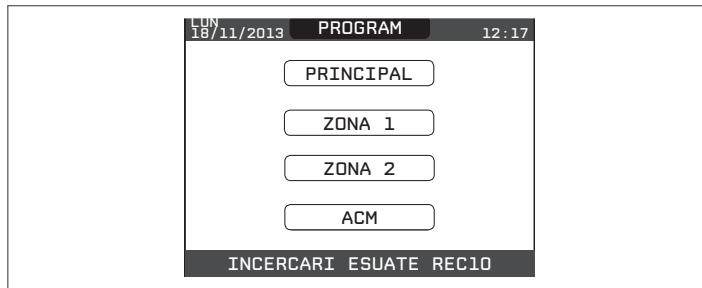 LUN
18/11/2013 PROGRAM 12:17
PRINCIPAL
ZONA 1
ZONA 2
ACM
INCERCARI ESUATE REC10